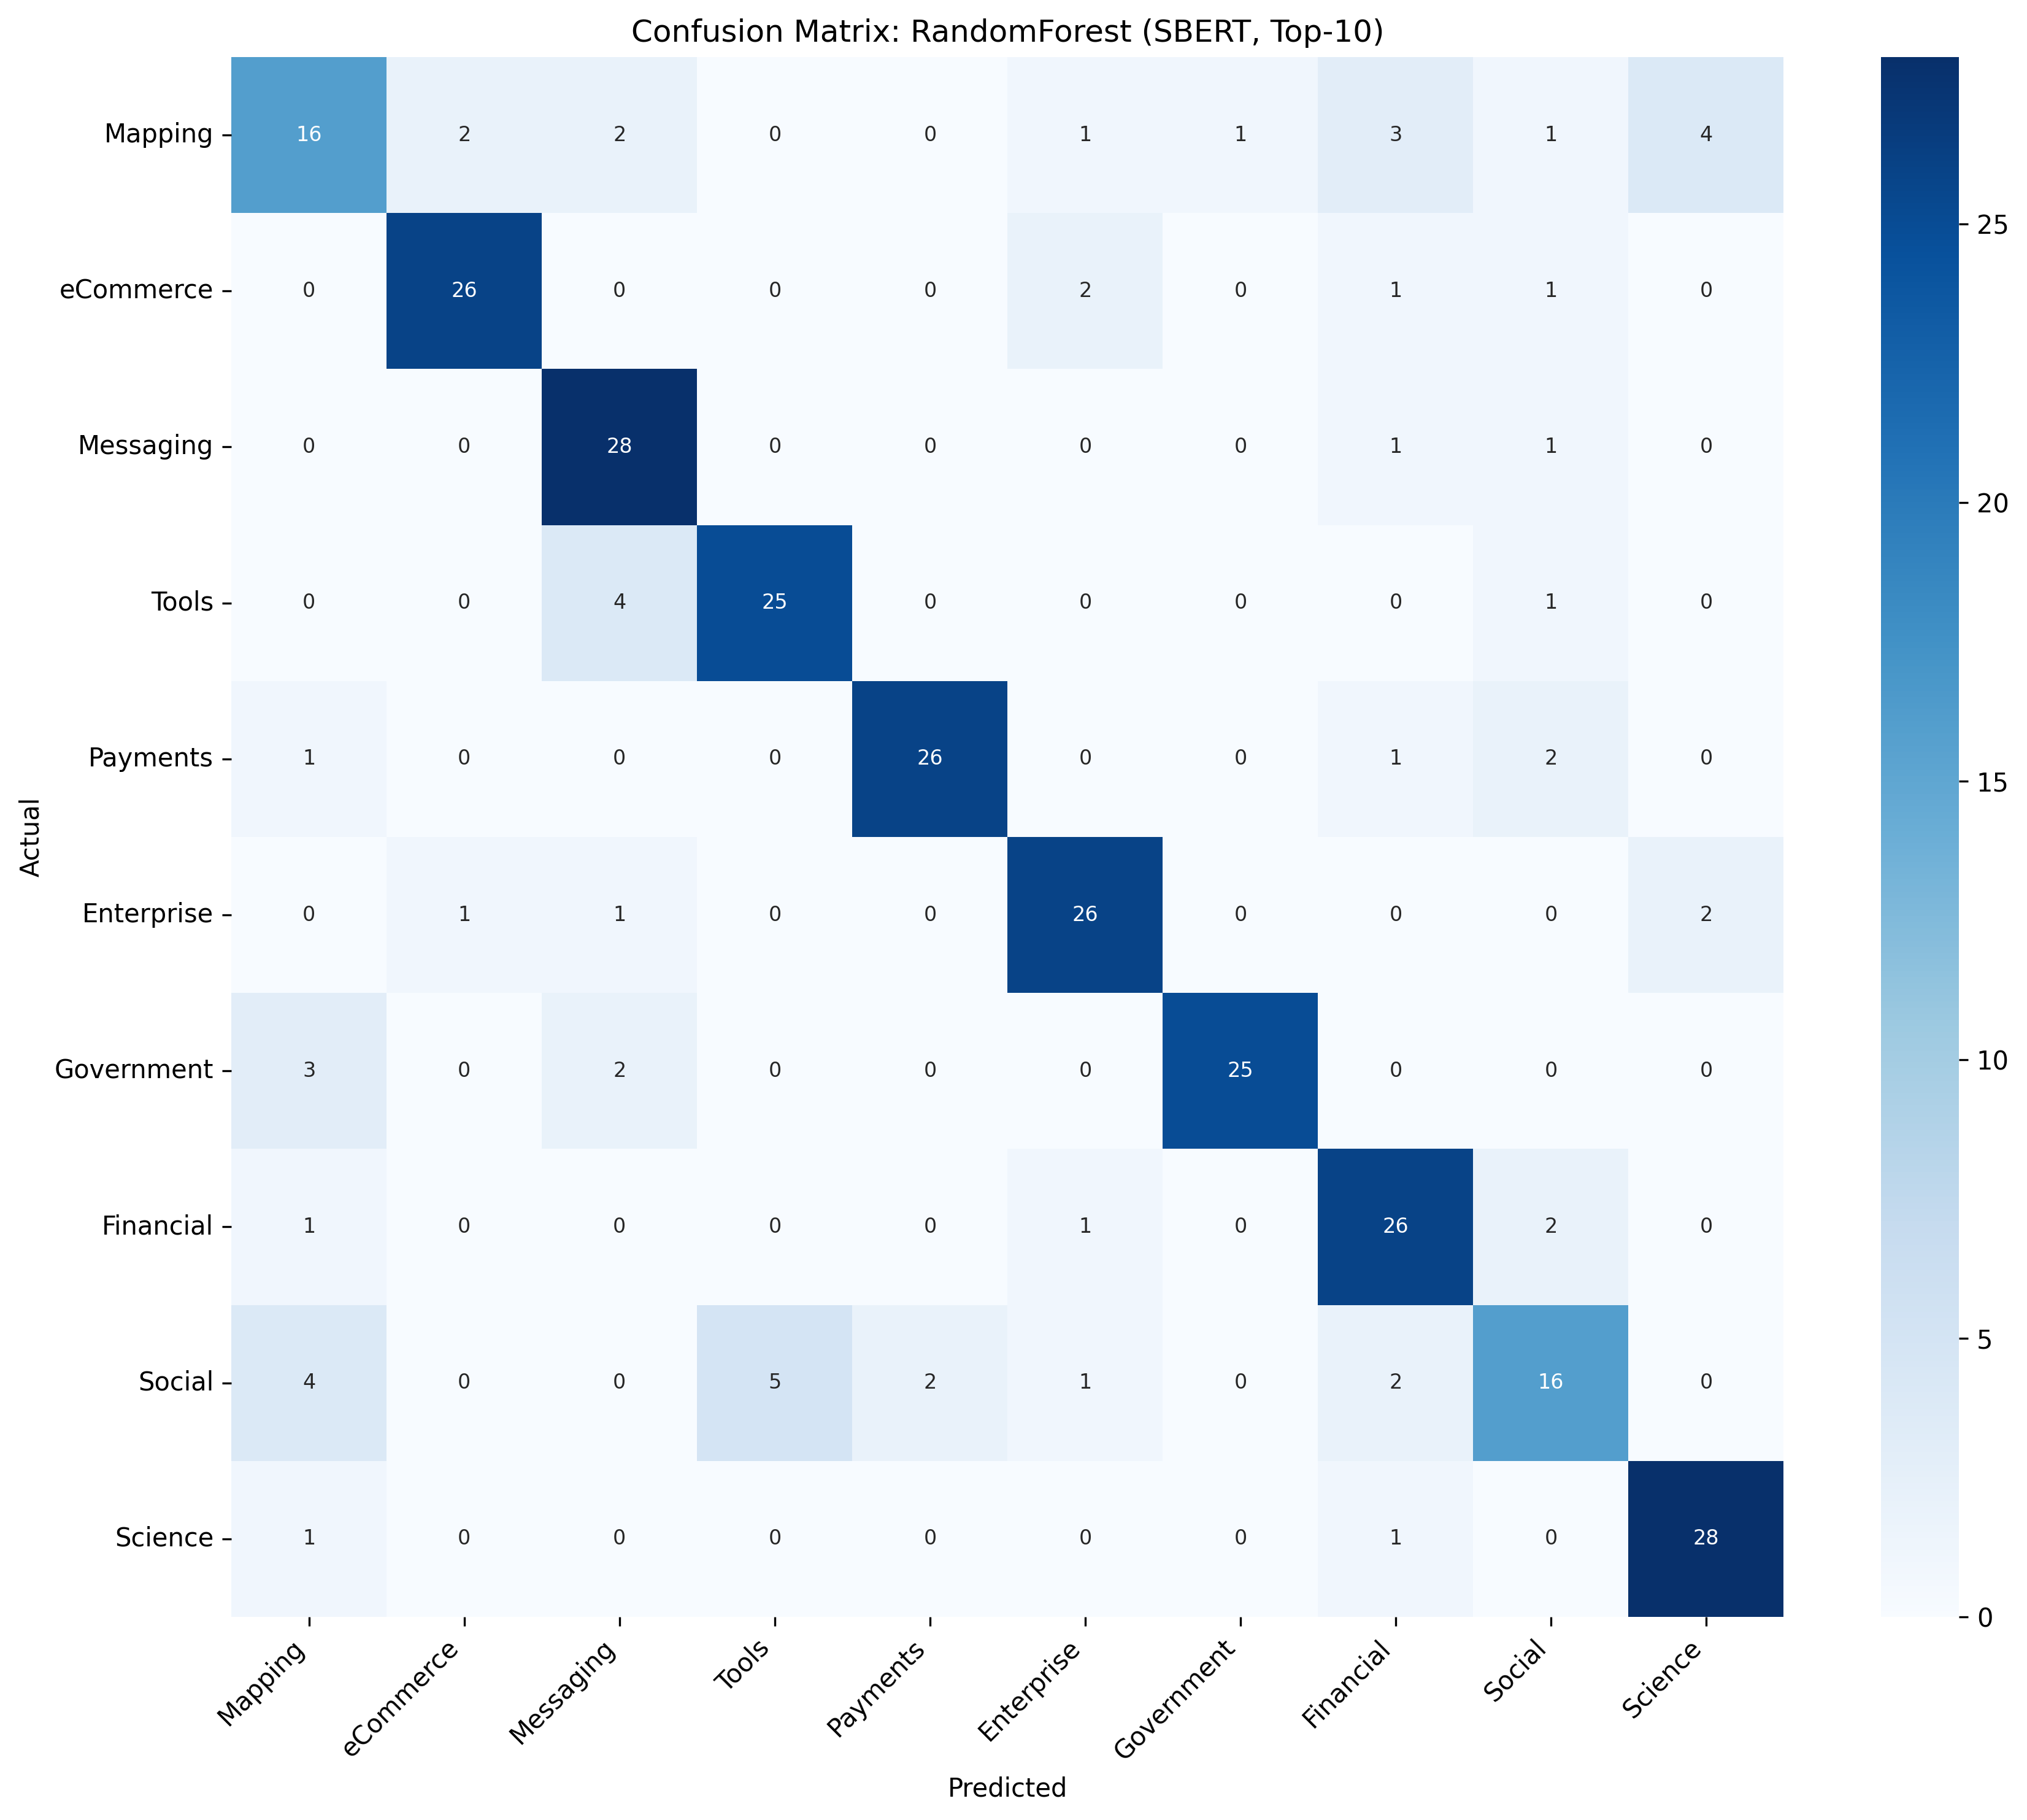 Confusion Matrix: RandomForest (SBERT, Top-10)
Mapping 16 2 2 0 0 1 1 3 1 4
eCommerce 0 26 0 0 0 2 0 1 1 0
Messaging 0 0 28 0 0 0 0 1 1 0
Tools 0 0 4 25 0 0 0 0 1 0
Payments 1 0 0 0 26 0 0 1 2 0
Enterprise 0 1 1 0 0 26 0 0 0 2
Government 3 0 2 0 0 0 25 0 0 0
Financial 1 0 0 0 0 1 0 26 2 0
Social 4 0 0 5 2 1 0 2 16 0
Science 1 0 0 0 0 0 0 1 0 28
Actual
Mapping eCommerce Messaging Tools Payments Enterprise Government Financial Social Science
Predicted
25
20
15
10
5
0